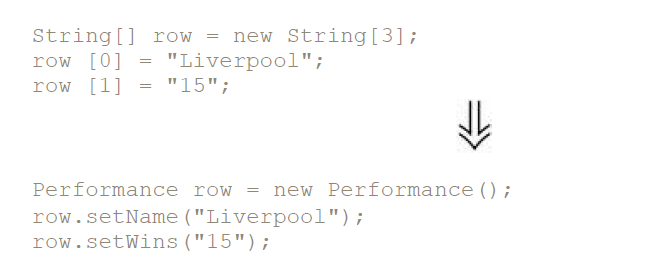 String[] row = new String[3];
row [0] = "Liverpool";
row [1] = "15";
Performance row = new Performance();
row.setName("Liverpool");
row.setWins("15");